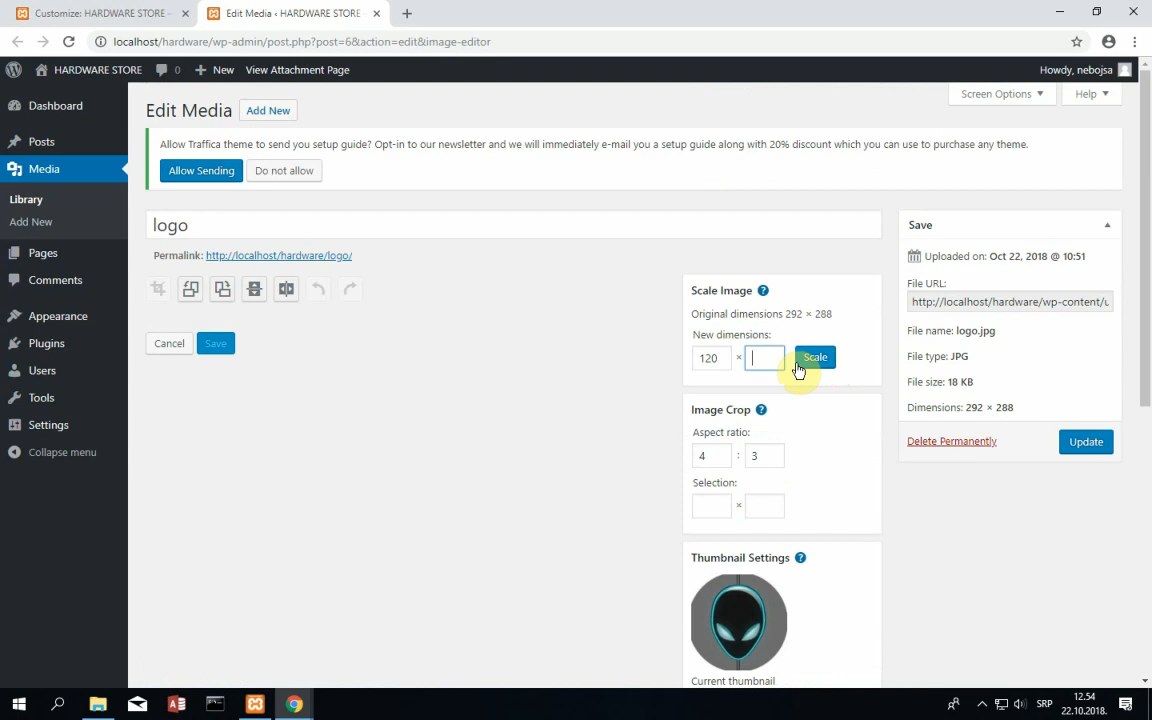 Customize: HARDWARE STORE –
Edit Media ‹ HARDWARE STORE
localhost/hardware/wp-admin/post.php?post=6&action=edit&image-editor
HARDWARE STORE
0
New
View Attachment Page
Howdy, nebojsa
Dashboard
Posts
Media
Library
Add New
Pages
Comments
Appearance
Plugins
Users
Tools
Settings
Collapse menu
Screen Options
Help
Edit Media
Add New
Allow Traffica theme to send you setup guide? Opt-in to our newsletter and we will immediately e-mail you a setup guide along with 20% discount which you can use to purchase any theme.
Allow Sending
Do not allow
logo
Permalink: http://localhost/hardware/logo/
Cancel
Save
Scale Image
Original dimensions 292 × 288
New dimensions:
120 ×
Scale
Image Crop
Aspect ratio:
4 : 3
Selection:
×
Thumbnail Settings
Current thumbnail
Save
Uploaded on: Oct 22, 2018 @ 10:51
File URL:
http://localhost/hardware/wp-content/u
File name: logo.jpg
File type: JPG
File size: 18 KB
Dimensions: 292 × 288
Delete Permanently
Update
SRP
12.54
22.10.2018.